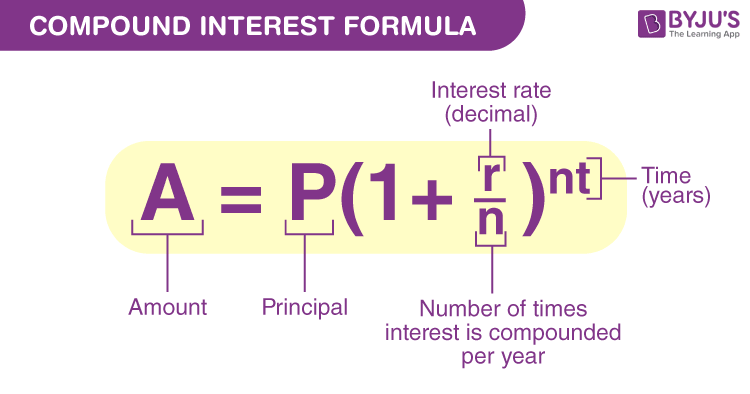 COMPOUND INTEREST FORMULA
BYJU'S
The Learning App
Interest rate
(decimal)
A = P(1+ r/n)^nt
Time
(years)
Amount
Principal
Number of times
interest is compounded
per year